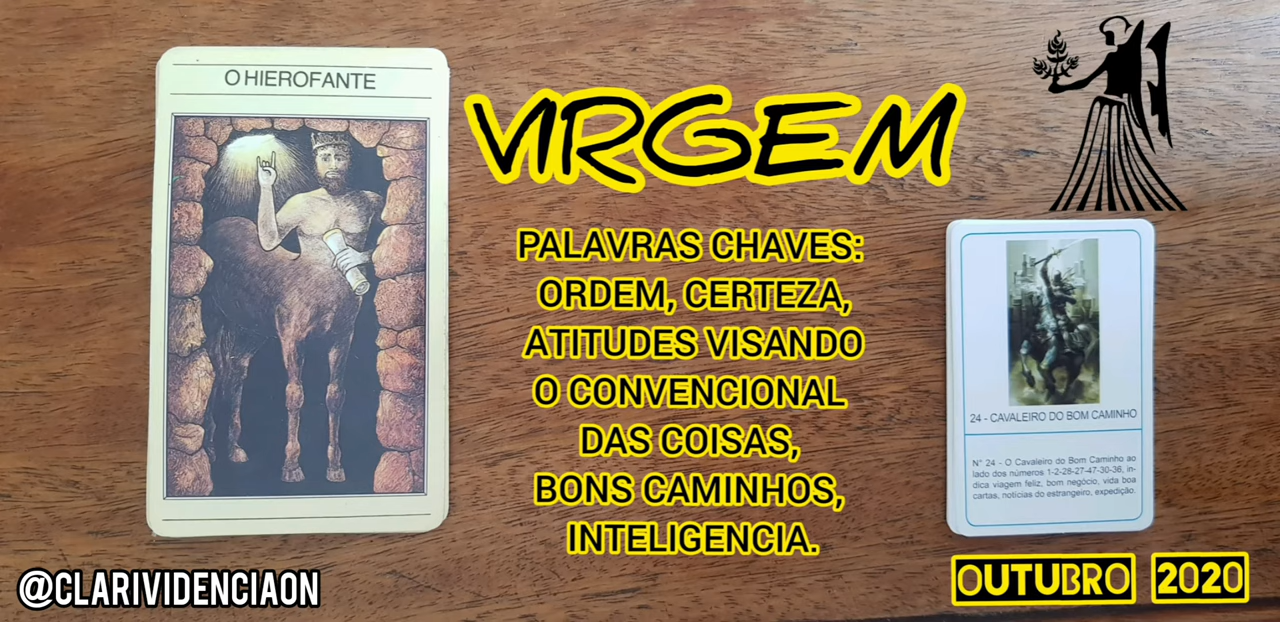 O HIEROFANTE
VIRGEM
PALAVRAS CHAVES:
ORDEM, CERTEZA,
ATITUDES VISANDO
O CONVENCIONAL
DAS COISAS,
BONS CAMINHOS,
INTELIGENCIA.
24 - CAVALEIRO DO BOM CAMINHO
N° 24 - O Cavaleiro do Bom Caminho ao
lado dos números 1-2-28-27-47-30-36, in-
dica viagem feliz, bom negócio, vida boa
cartas, notícias do estrangeiro, expedição.
@CLARIVIDENCIAON
OUTUBRO 2020